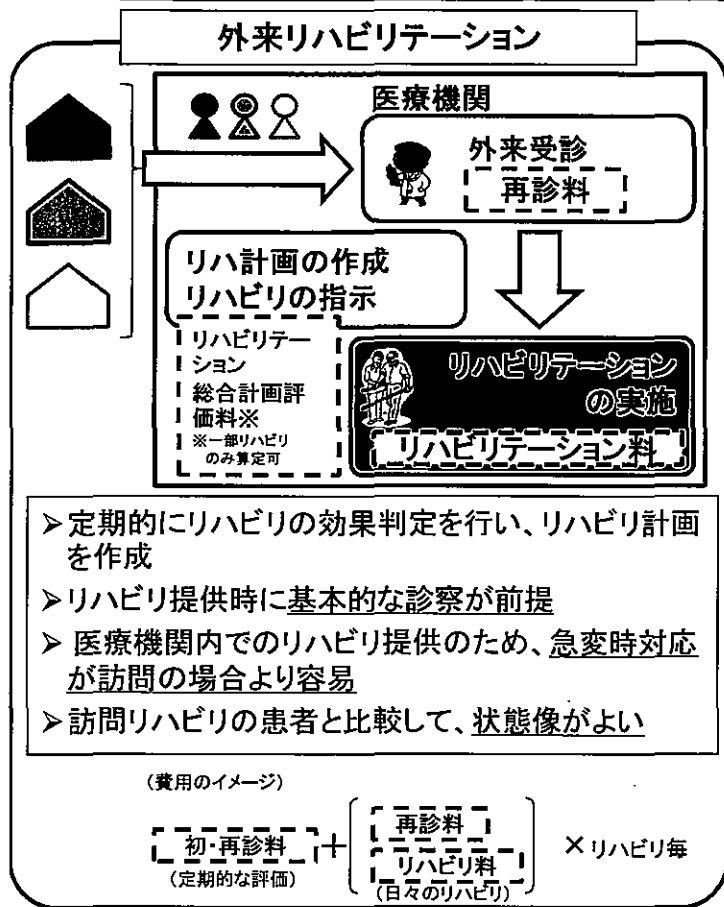 外来リハビリテーション
医療機関
外来受診
再診料
リハ計画の作成
リハビリの指示
リハビリテー
ション
総合計画評
価料※
※一部リハビリ
のみ算定可
リハビリテーション
の実施
リハビリテーション料
➢定期的にリハビリの効果判定を行い、リハビリ計画
を作成
➢リハビリ提供時に基本的な診察が前提
➢ 医療機関内でのリハビリ提供のため、急変時対応
が訪問の場合より容易
➢訪問リハビリの患者と比較して、状態像がよい
(費用のイメージ)
初・再診料
+
再診料
リハビリ料
×リハビリ毎
(定期的な評価)
(日々のリハビリ)